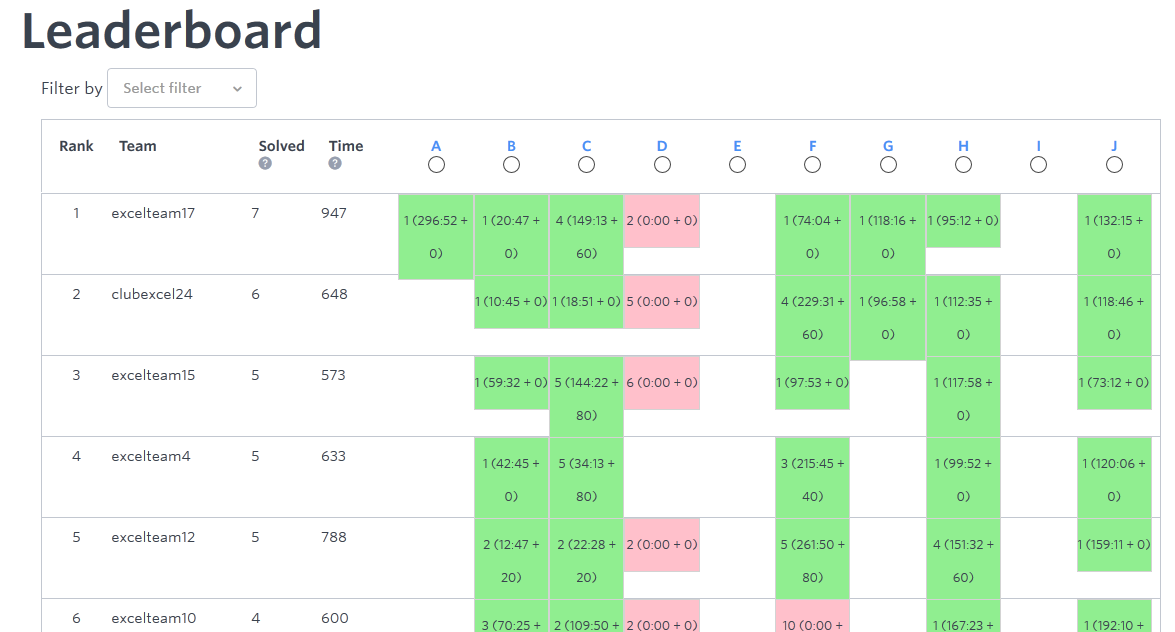 Leaderboard
Filter by Select filter
Rank Team Solved Time A B C D E F G H I J
? ?
1 excelteam17 7 947 1 (296:52 + 1 (20:47 + 4 (149:13 + 2 (0:00 + 0) 1 (74:04 + 1 (118:16 + 1 (95:12 + 0) 1 (132:15 +
0) 0) 60) 0) 0) 0)
2 clubexcel24 6 648 1 (10:45 + 0) 1 (18:51 + 0) 5 (0:00 + 0) 4 (229:31 + 1 (96:58 + 1 (112:35 + 1 (118:46 +
60) 0) 0) 0)
3 excelteam15 5 573 1 (59:32 + 0) 5 (144:22 + 6 (0:00 + 0) 1 (97:53 + 0) 1 (117:58 + 1 (73:12 + 0)
80) 0)
4 excelteam4 5 633 1 (42:45 + 5 (34:13 + 3 (215:45 + 1 (99:52 + 1 (120:06 +
0) 80) 40) 0) 0)
5 excelteam12 5 788 2 (12:47 + 2 (22:28 + 2 (0:00 + 0) 5 (261:50 + 4 (151:32 + 1 (159:11 + 0)
20) 20) 80) 60)
6 excelteam10 4 600 3 (70:25 + 2 (109:50 + 2 (0:00 + 0) 10 (0:00 + 1 (167:23 + 1 (192:10 +